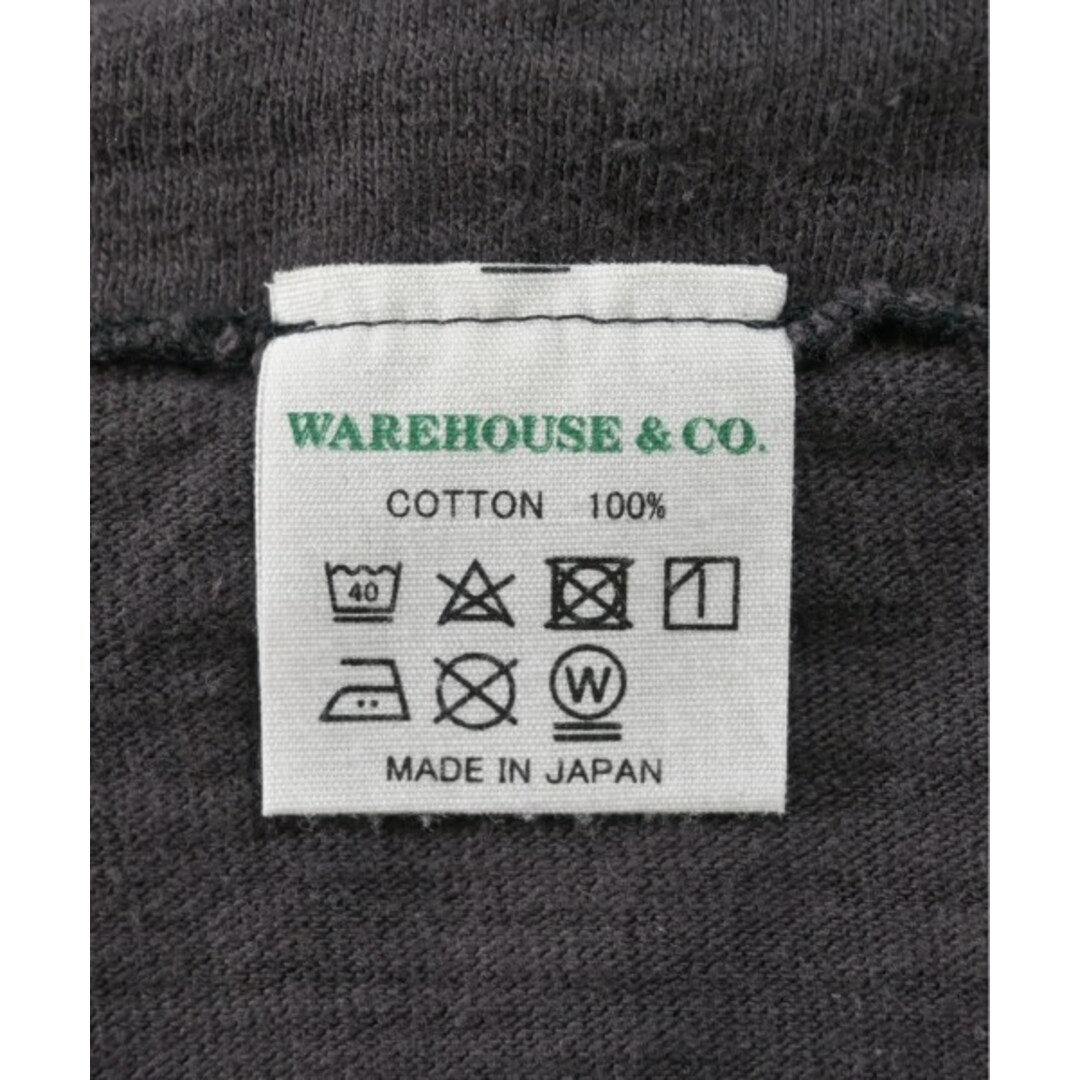 WAREHOUSE & CO.
COTTON 100%
40
W
MADE IN JAPAN